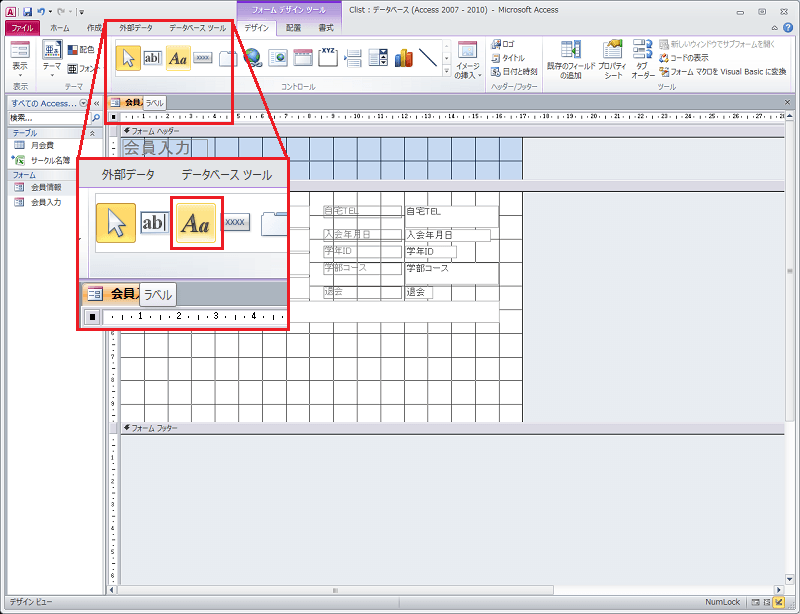 フォーム デザイン ツール
Clist : データベース (Access 2007 - 2010) - Microsoft Access
ファイル ホーム 作成 外部データ データベース ツール デザイン 配置 書式
表示
表示
亜ぁ
Aa
テーマ
配色
フォン
テーマ
ab|
Aa
XXXX
XYZ
コントロール
イメージの挿入
ロゴ
タイトル
日付と時刻
ヘッダー/フッター
既存のフィールドの追加
プロパティ シート
タブ オーダー
新しいウィンドウでサブフォームを開く
コードの表示
フォーム マクロを Visual Basic に変換
ツール
すべての Access...
検索...
テーブル
月会費
サークル名簿
フォーム
会員情報
会員入力
会員
ラベル
フォーム ヘッダー
会員入力
外部データ データベース ツール
ab|
Aa
XXXX
会員
ラベル
1 2 3 4
自宅TEL 自宅TEL
入会年月日 入会年月日
学年ID 学年ID
学部コース 学部コース
退会 退会
フォーム フッター
デザイン ビュー
NumLock